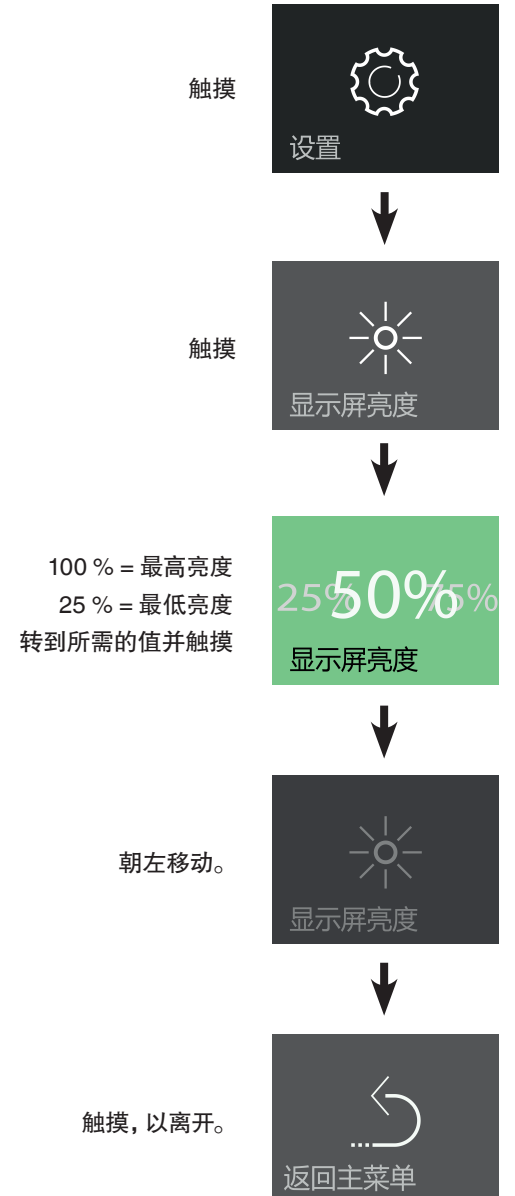 触摸
设置
触摸
显示屏亮度
100 % = 最高亮度
25 % = 最低亮度
转到所需的值并触摸
25% 50% 75%
显示屏亮度
朝左移动。
显示屏亮度
触摸，以离开。
返回主菜单